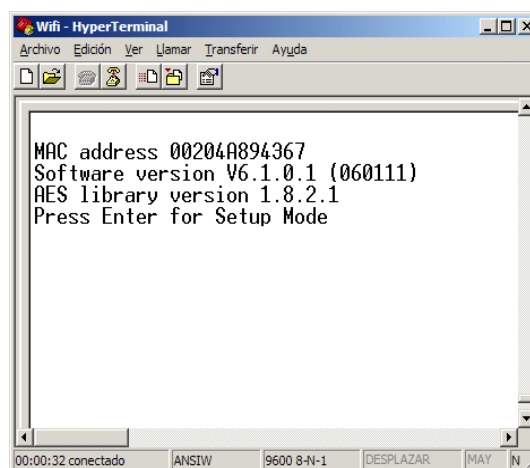 Wifi - HyperTerminal
Archivo Edición Ver Llamar Transferir Ayuda
MAC address 00204A894367
Software version V6.1.0.1 (060111)
AES library version 1.8.2.1
Press Enter for Setup Mode
00:00:32 conectado ANSIW 9600 8-N-1 DESPLAZAR MAY N